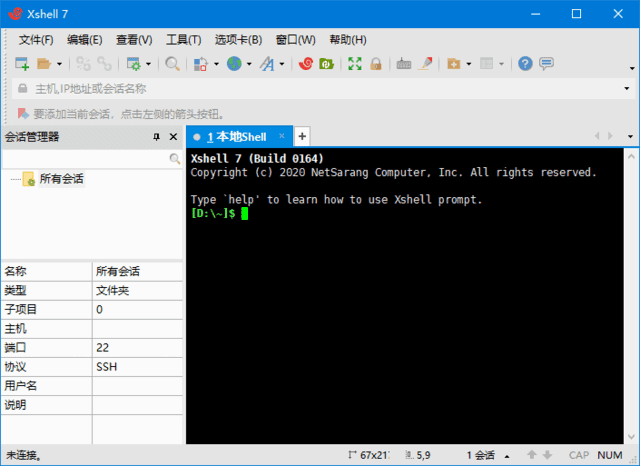 Xshell 7
文件(F) 编辑(E) 查看(V) 工具(T) 选项卡(B) 窗口(W) 帮助(H)
主机,IP地址或会话名称
要添加当前会话，点击左侧的箭头按钮。
会话管理器
1 本地Shell
所有会话
Xshell 7 (Build 0164)
Copyright (c) 2020 NetSarang Computer, Inc. All rights reserved.
Type `help' to learn how to use Xshell prompt.
[D:\~]$
名称 所有会话
类型 文件夹
子项目 0
主机
端口 22
协议 SSH
用户名
说明
未连接。 67x21 5,9 1 会话 CAP NUM